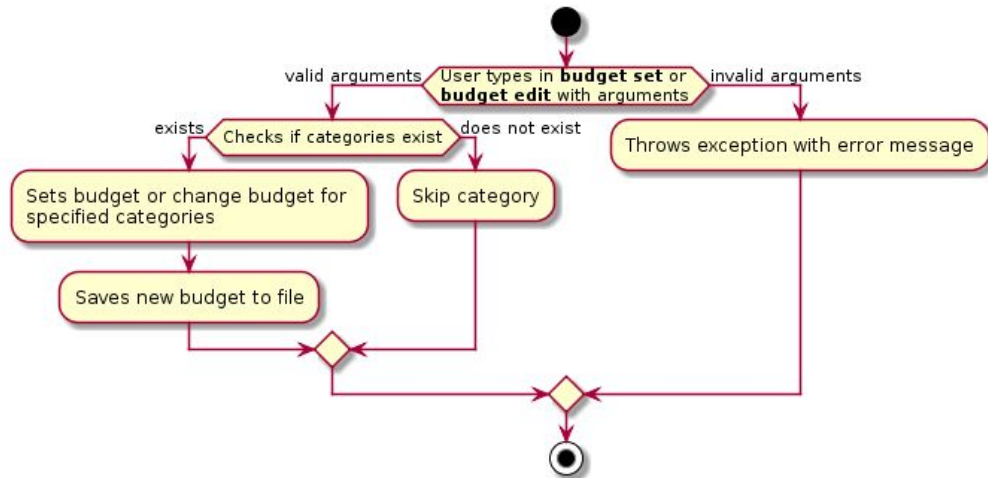 valid arguments
User types in budget set or
budget edit with arguments
invalid arguments
exists
Checks if categories exist
does not exist
Throws exception with error message
Sets budget or change budget for
specified categories
Skip category
Saves new budget to file